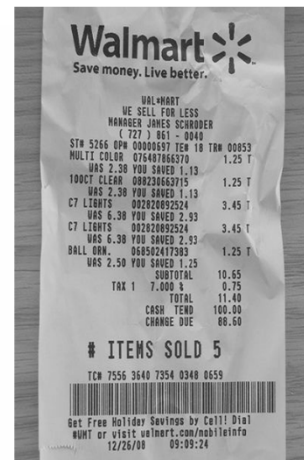 Walmart
Save money. Live better.
WAL*MART
WE SELL FOR LESS
MANAGER JAMES SCHRODER
( 727 ) 861 - 0040
ST# 5266 OP# 00000697 TE# 18 TR# 00853
MULTI COLOR 076487866370 1.25 T
WAS 2.38 YOU SAVED 1.13
100CT CLEAR 088230663715 1.25 T
WAS 2.38 YOU SAVED 1.13
C7 LIGHTS 002820892524 3.45 T
WAS 6.38 YOU SAVED 2.93
C7 LIGHTS 002820892524 3.45 T
WAS 6.38 YOU SAVED 2.93
BALL ORN. 068502417383 1.25 T
WAS 2.50 YOU SAVED 1.25
SUBTOTAL 10.65
TAX 1 7.000 % 0.75
TOTAL 11.40
CASH TEND 100.00
CHANGE DUE 88.60
# ITEMS SOLD 5
TC# 7556 3640 7354 0348 0659
Get Free Holiday Savings by Cell! Dial
#WMT or visit walmart.com/mobileinfo
12/26/08 09:09:24